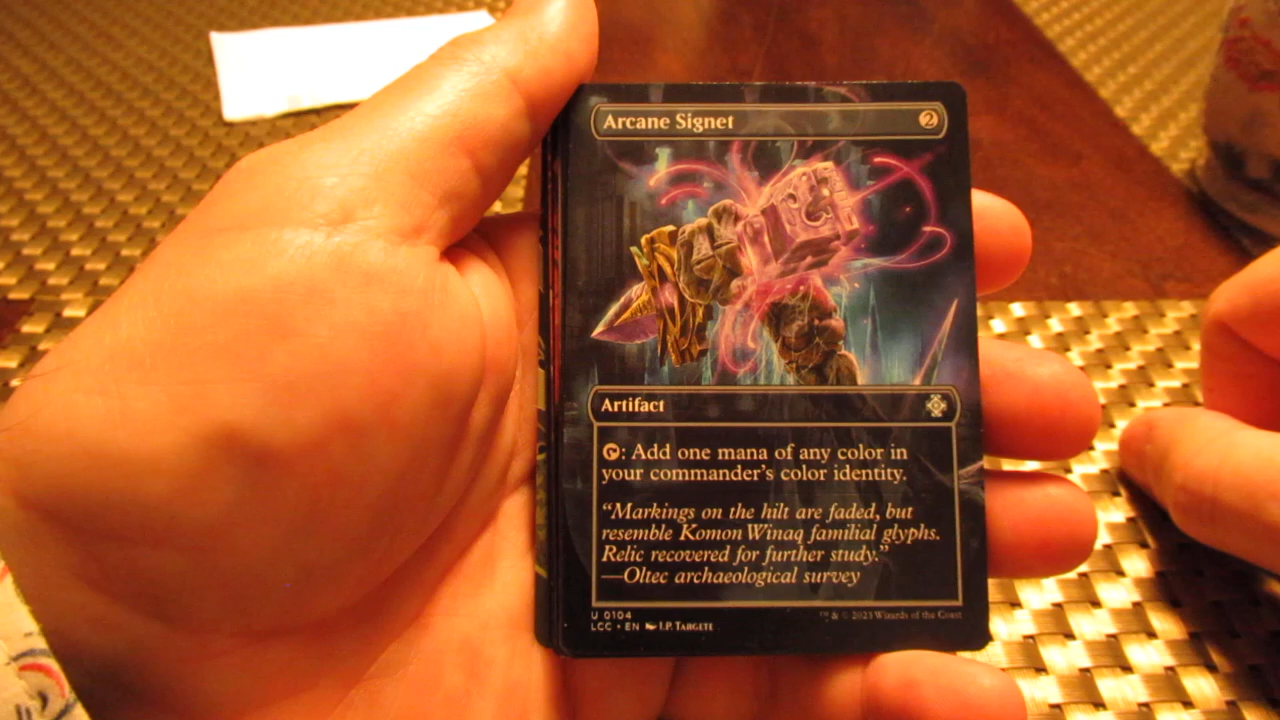 Arcane Signet 2
Artifact
: Add one mana of any color in
your commander's color identity.
“Markings on the hilt are faded, but
resemble Komon Winaq familial glyphs.
Relic recovered for further study.”
—Oltec archaeological survey
U 0104
LCC • EN I.P. TARGETE
™ & © 2023 Wizards of the Coast